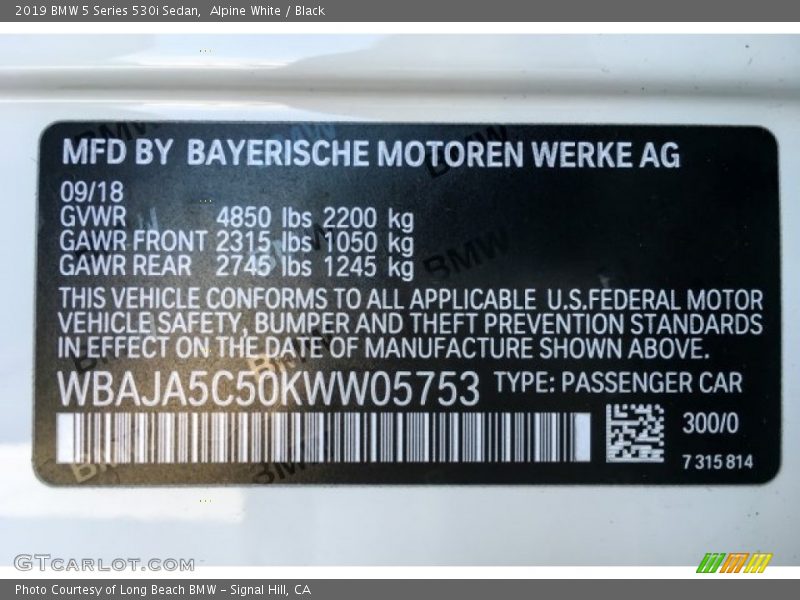 2019 BMW 5 Series 530i Sedan,  Alpine White / Black
MFD BY BAYERISCHE MOTOREN WERKE AG
09/18
GVWR 4850 lbs 2200 kg
GAWR FRONT 2315 lbs 1050 kg
GAWR REAR 2745 lbs 1245 kg
THIS VEHICLE CONFORMS TO ALL APPLICABLE U.S.FEDERAL MOTOR
VEHICLE SAFETY, BUMPER AND THEFT PREVENTION STANDARDS
IN EFFECT ON THE DATE OF MANUFACTURE SHOWN ABOVE.
WBAJA5C50KWW05753 TYPE: PASSENGER CAR
300/0
7 315 814
GTCARLOT.COM
Photo Courtesy of Long Beach BMW – Signal Hill, CA